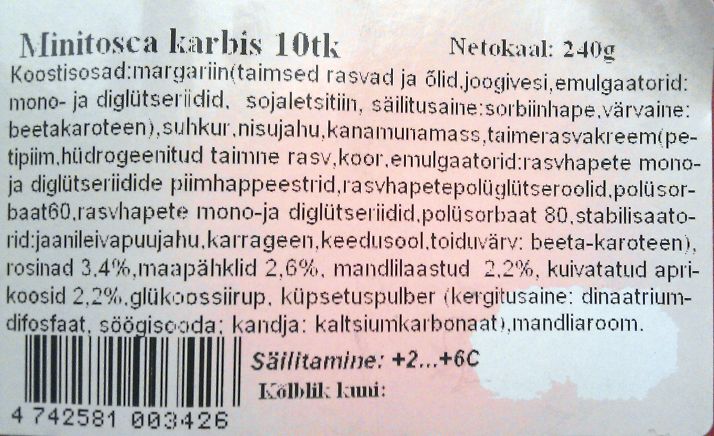 Minitosca karbis 10tk Netokaal: 240g
Koostisosad:margariin(taimsed rasvad ja õlid,joogivesi,emulgaatorid:
mono- ja diglütseriidid, sojaletsitiin, säilitusaine:sorbiinhape,värvaine:
beetakaroteen),suhkur,nisujahu,kanamunamass,taimerasvakreem(pe-
tipiim,hüdrogeenitud taimne rasv,koor,emulgaatorid:rasvhapete mono-
ja diglütseriidide piimhappeestrid,rasvhapetepolüglütseroolid,polüsor-
baat60,rasvhapete mono-ja diglütseriidid,polüsorbaat 80,stabilisaato-
rid:jaanileivapuujahu,karrageen,keedusool,toiduvärv: beeta-karoteen),
rosinad 3,4%,maapähklid 2,6%, mandlilaastud 2,2%, kuivatatud apri-
koosid 2,2%,glükoossiirup, küpsetuspulber (kergitusaine: dinaatrium-
difosfaat, söögisooda; kandja: kaltsiumkarbonaat),mandliaroom.
Säilitamine: +2...+6C
Kõlblik kuni:
4 742581 003426